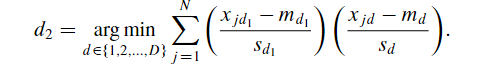 $$d_2 = \underset{d \in \{1,2,\ldots,D\}}{\arg\min} \sum_{j=1}^{N} \left( \frac{x_{jd_1} - m_{d_1}}{s_{d_1}} \right) \left( \frac{x_{jd} - m_d}{s_d} \right).$$